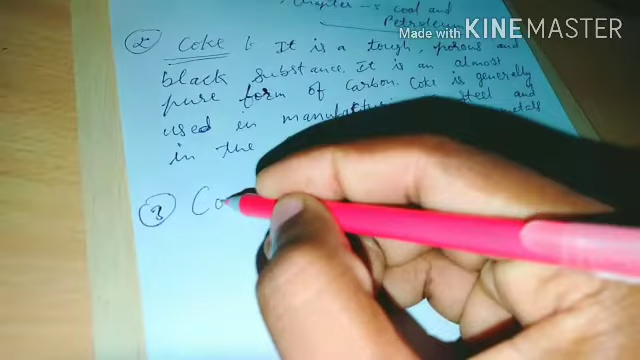 Chapter - 5 coal and
Petroleum
Made with KINEMASTER
② Coke :- It is a tough, porous and
black substance. It is an almost
pure form of Carbon. Coke is generally
used in manufacturing steel and
in the metals
③ Co